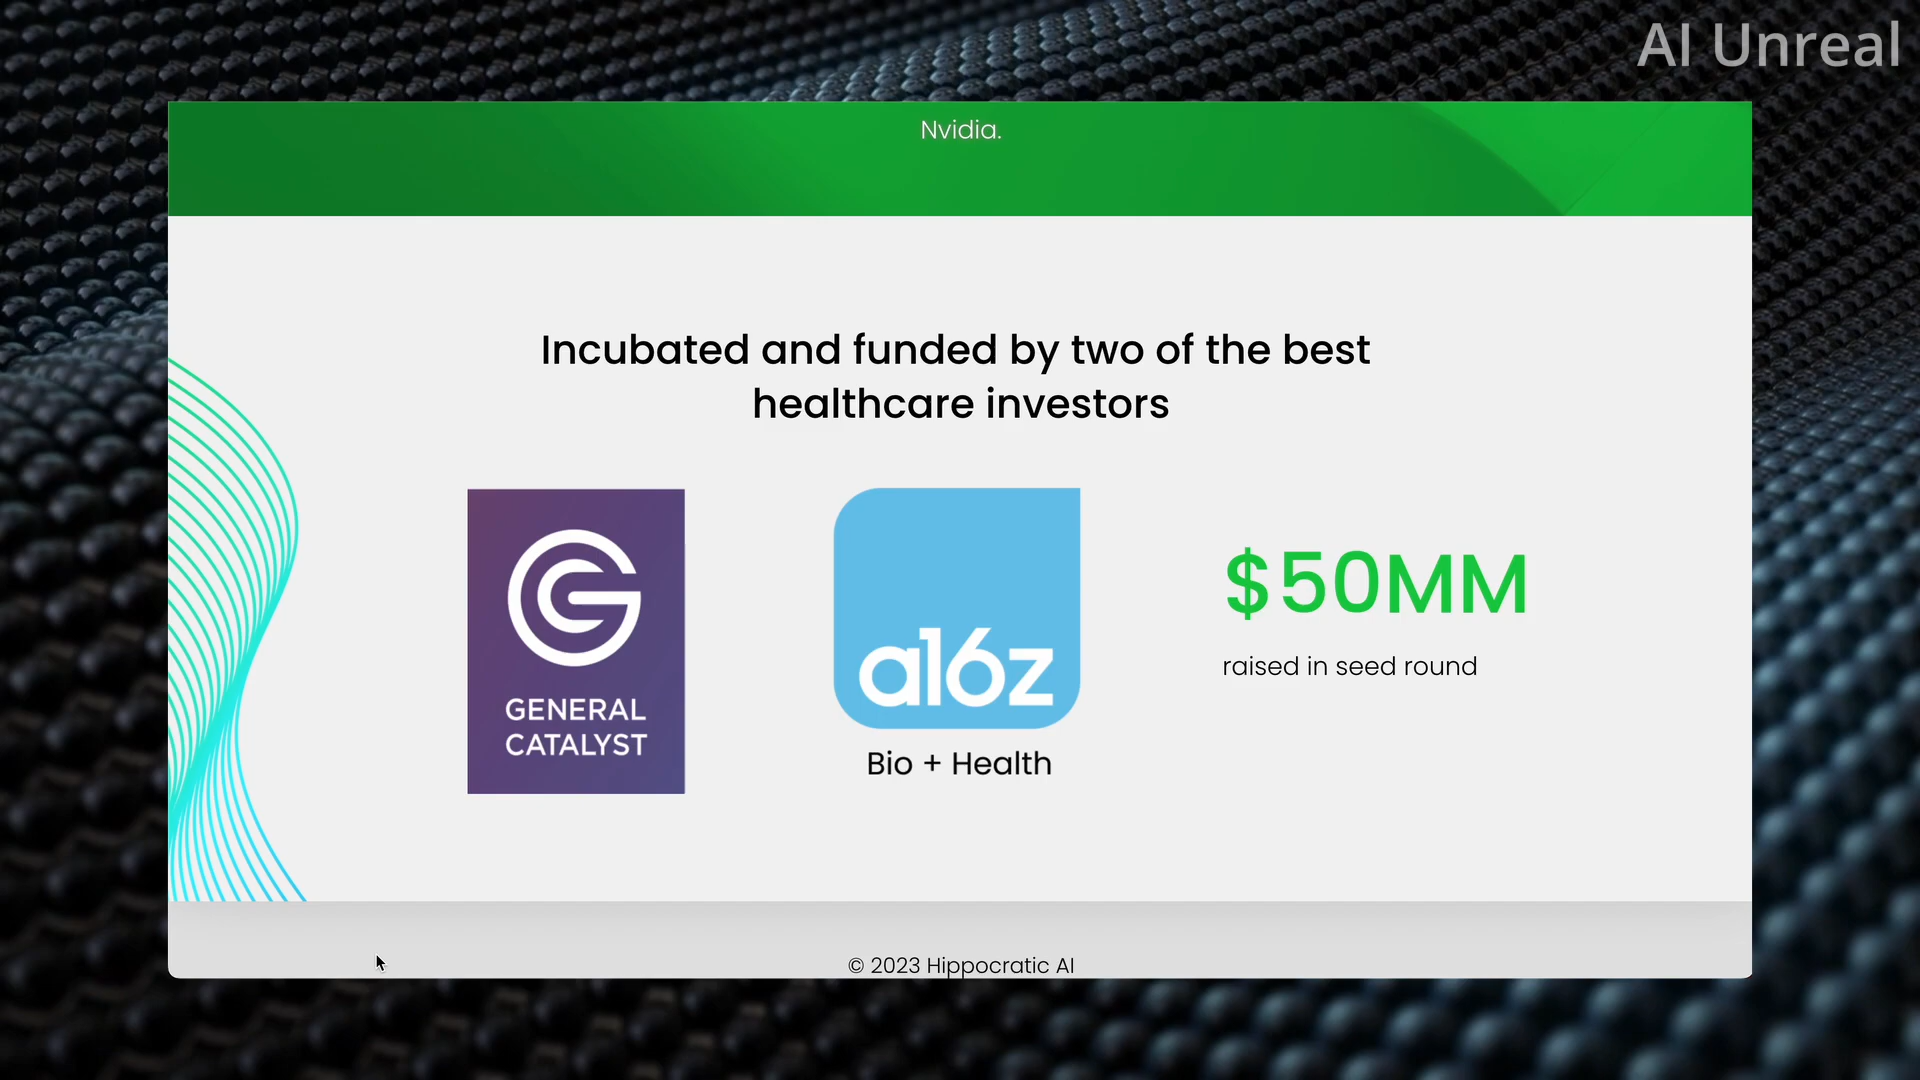 AI Unreal
Nvidia.
Incubated and funded by two of the best
healthcare investors
GENERAL
CATALYST
a16z
Bio + Health
$50MM
raised in seed round
© 2023 Hippocratic AI